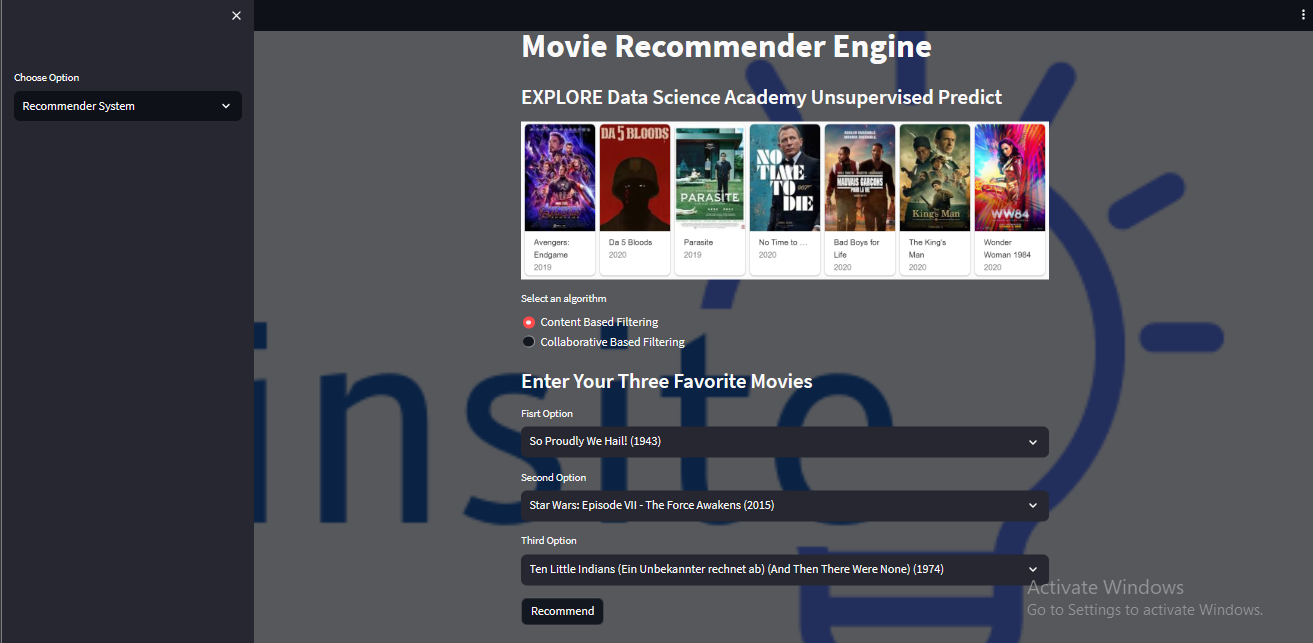 Choose Option
Recommender System
Movie Recommender Engine
EXPLORE Data Science Academy Unsupervised Predict
DA 5 BLOODS
PARASITE
NO
TIME
TO
DIE
007
MAUVAIS GARCONS
King's Man
WW84
Avengers:
Endgame
2019
Da 5 Bloods
2020
Parasite
2019
No Time to ...
2020
Bad Boys for
Life
2020
The King's
Man
2020
Wonder
Woman 1984
2020
Select an algorithm
Content Based Filtering
Collaborative Based Filtering
insite
Enter Your Three Favorite Movies
Fisrt Option
So Proudly We Hail! (1943)
Second Option
Star Wars: Episode VII - The Force Awakens (2015)
Third Option
Ten Little Indians (Ein Unbekannter rechnet ab) (And Then There Were None) (1974)
Recommend
Activate Windows
Go to Settings to activate Windows.